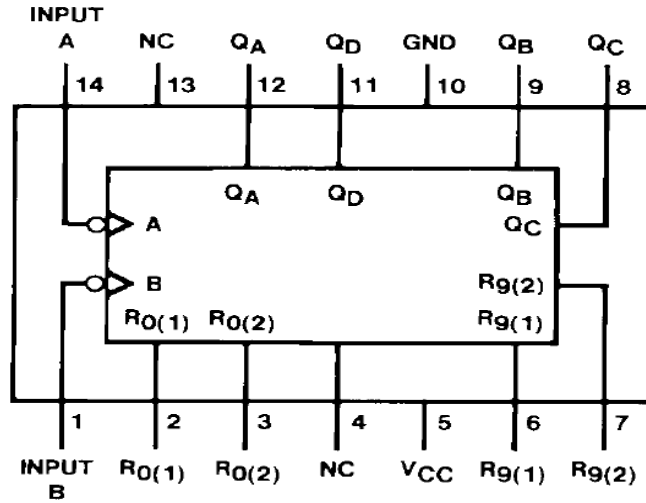 INPUT
A NC QA QD GND QB QC
14 13 12 11 10 9 8
QA QD QB
A QC
B R9(2)
R0(1) R0(2) R9(1)
1 2 3 4 5 6 7
INPUT R0(1) R0(2) NC VCC R9(1) R9(2)
B